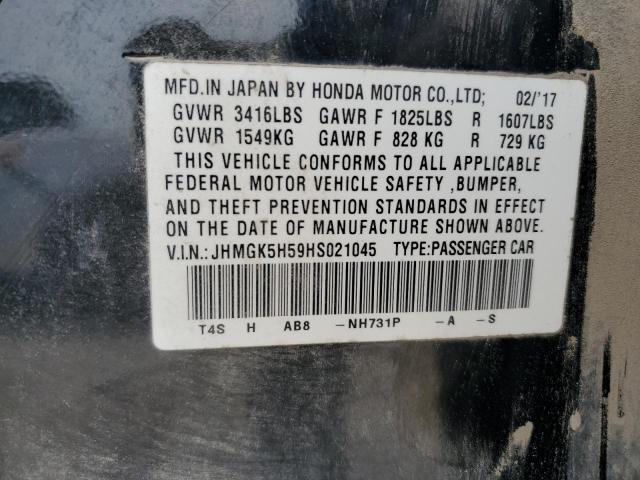 MFD.IN JAPAN BY HONDA MOTOR CO.,LTD; 02/'17
GVWR 3416LBS GAWR F 1825LBS R 1607LBS
GVWR 1549KG GAWR F 828 KG R 729 KG
THIS VEHICLE CONFORMS TO ALL APPLICABLE
FEDERAL MOTOR VEHICLE SAFETY ,BUMPER,
AND THEFT PREVENTION STANDARDS IN EFFECT
ON THE DATE OF MANUFACTURE SHOWN ABOVE.
V.I.N.:JHMGK5H59HS021045 TYPE:PASSENGER CAR
T4S H AB8 -NH731P -A -S